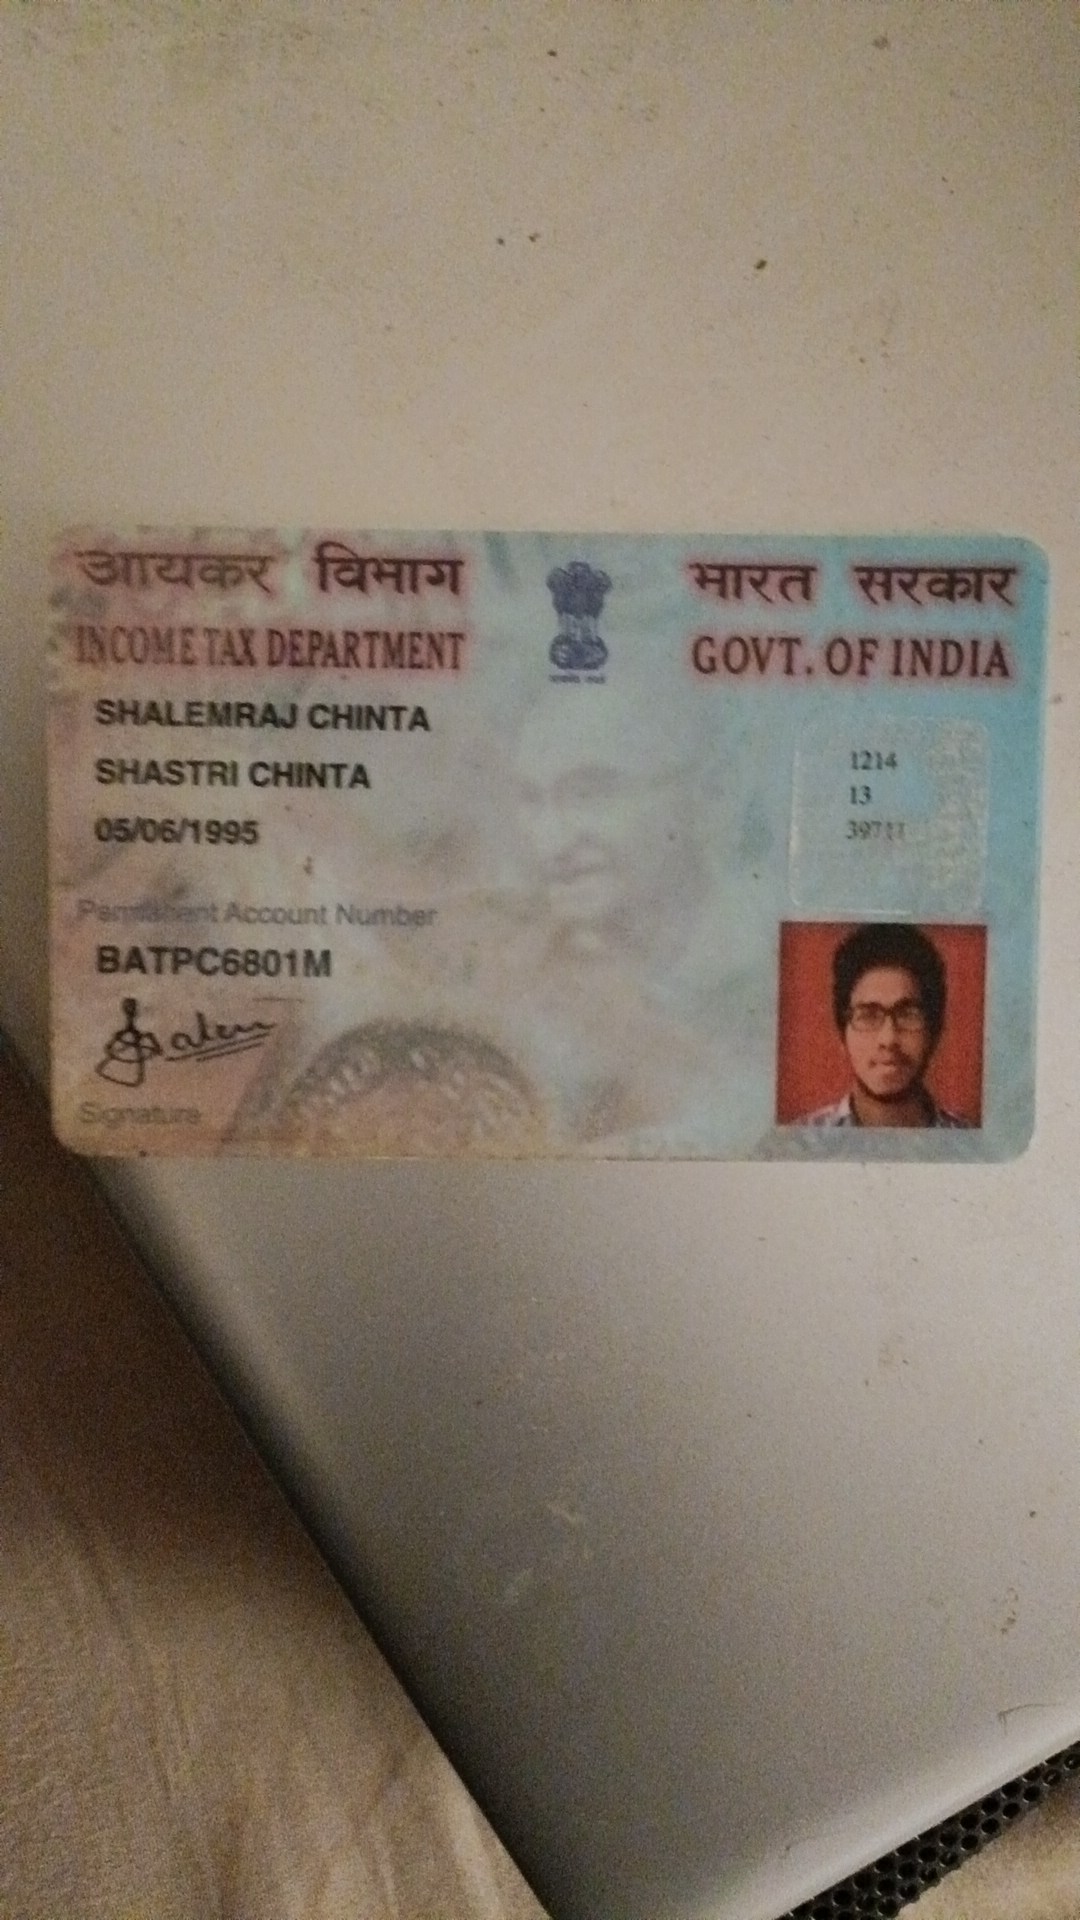 आयकर विभाग
INCOME TAX DEPARTMENT
भारत सरकार
GOVT. OF INDIA
SHALEMRAJ CHINTA
SHASTRI CHINTA
05/06/1995
1214
13
Permanent Account Number
BATPC6801M
Signature